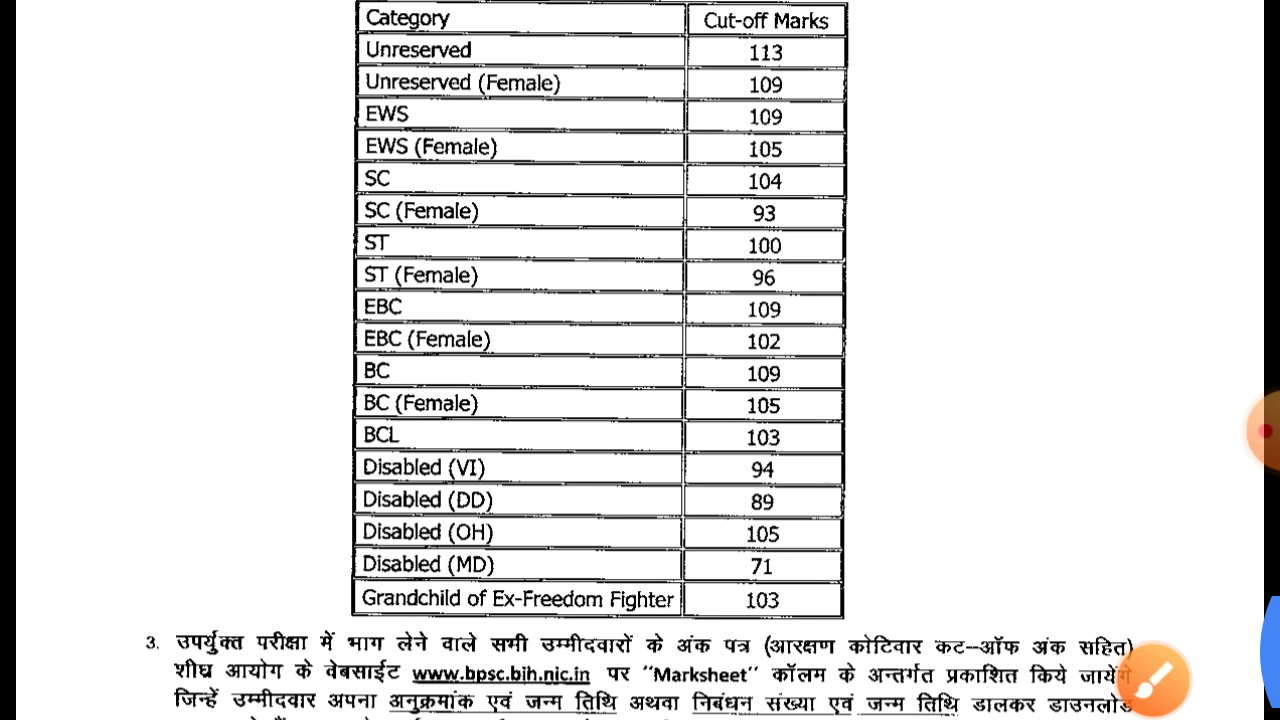 Category Cut-off Marks
Unreserved 113
Unreserved (Female) 109
EWS 109
EWS (Female) 105
SC 104
SC (Female) 93
ST 100
ST (Female) 96
EBC 109
EBC (Female) 102
BC 109
BC (Female) 105
BCL 103
Disabled (VI) 94
Disabled (DD) 89
Disabled (OH) 105
Disabled (MD) 71
Grandchild of Ex-Freedom Fighter 103
3. उपर्युक्त परीक्षा में भाग लेने वाले सभी उम्मीदवारों के अंक पत्र (आरक्षण कोटिवार कट–ऑफ अंक सहित)
शीघ्र आयोग के वेबसाईट www.bpsc.bih.nic.in पर “Marksheet” कॉलम के अन्तर्गत प्रकाशित किये जायेंगे
जिन्हें उम्मीदवार अपना अनुक्रमांक एवं जन्म तिथि अथवा निबंधन संख्या एवं जन्म तिथि डालकर डाउनलोड